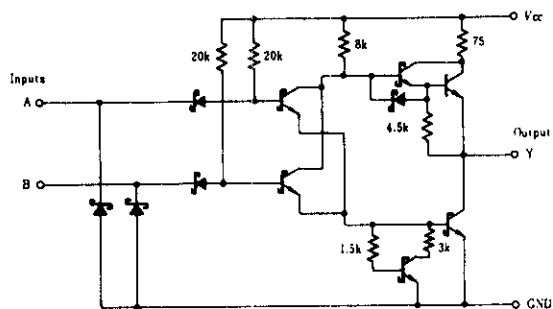 Vcc
20k
20k
8k
75
Inputs
A
4.5k
Output
Y
B
1.5k
3k
GND